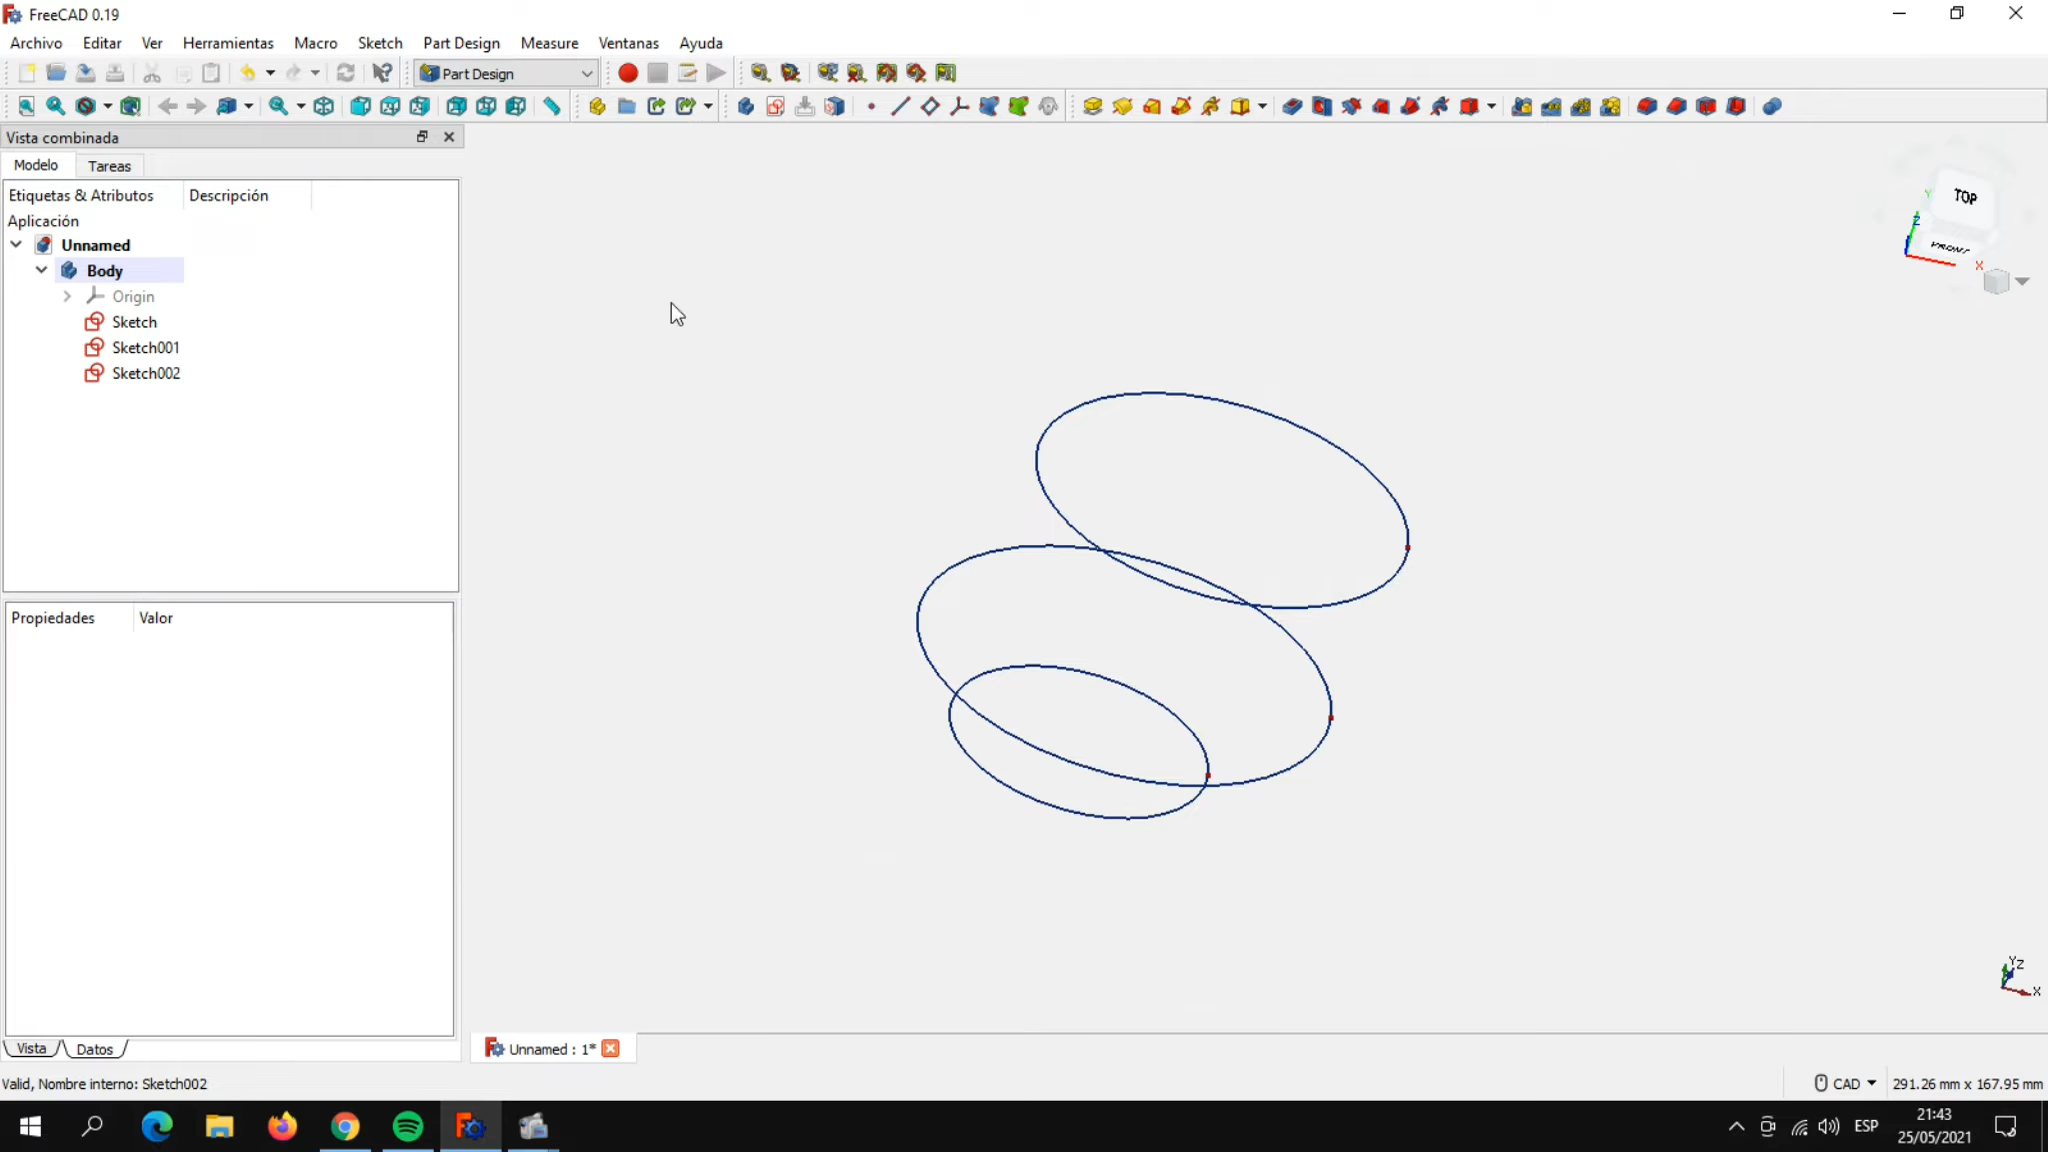 FreeCAD 0.19
Archivo Editar Ver Herramientas Macro Sketch Part Design Measure Ventanas Ayuda
Part Design
Vista combinada
Modelo Tareas
Etiquetas & Atributos Descripción
Aplicación
Unnamed
Body
Origin
Sketch
Sketch001
Sketch002
TOP
FRONT
Y
Z
X
Propiedades Valor
Y Z
X
Vista Datos
Unnamed : 1*
Valid, Nombre interno: Sketch002
CAD 291.26 mm x 167.95 mm
ESP
21:43
25/05/2021